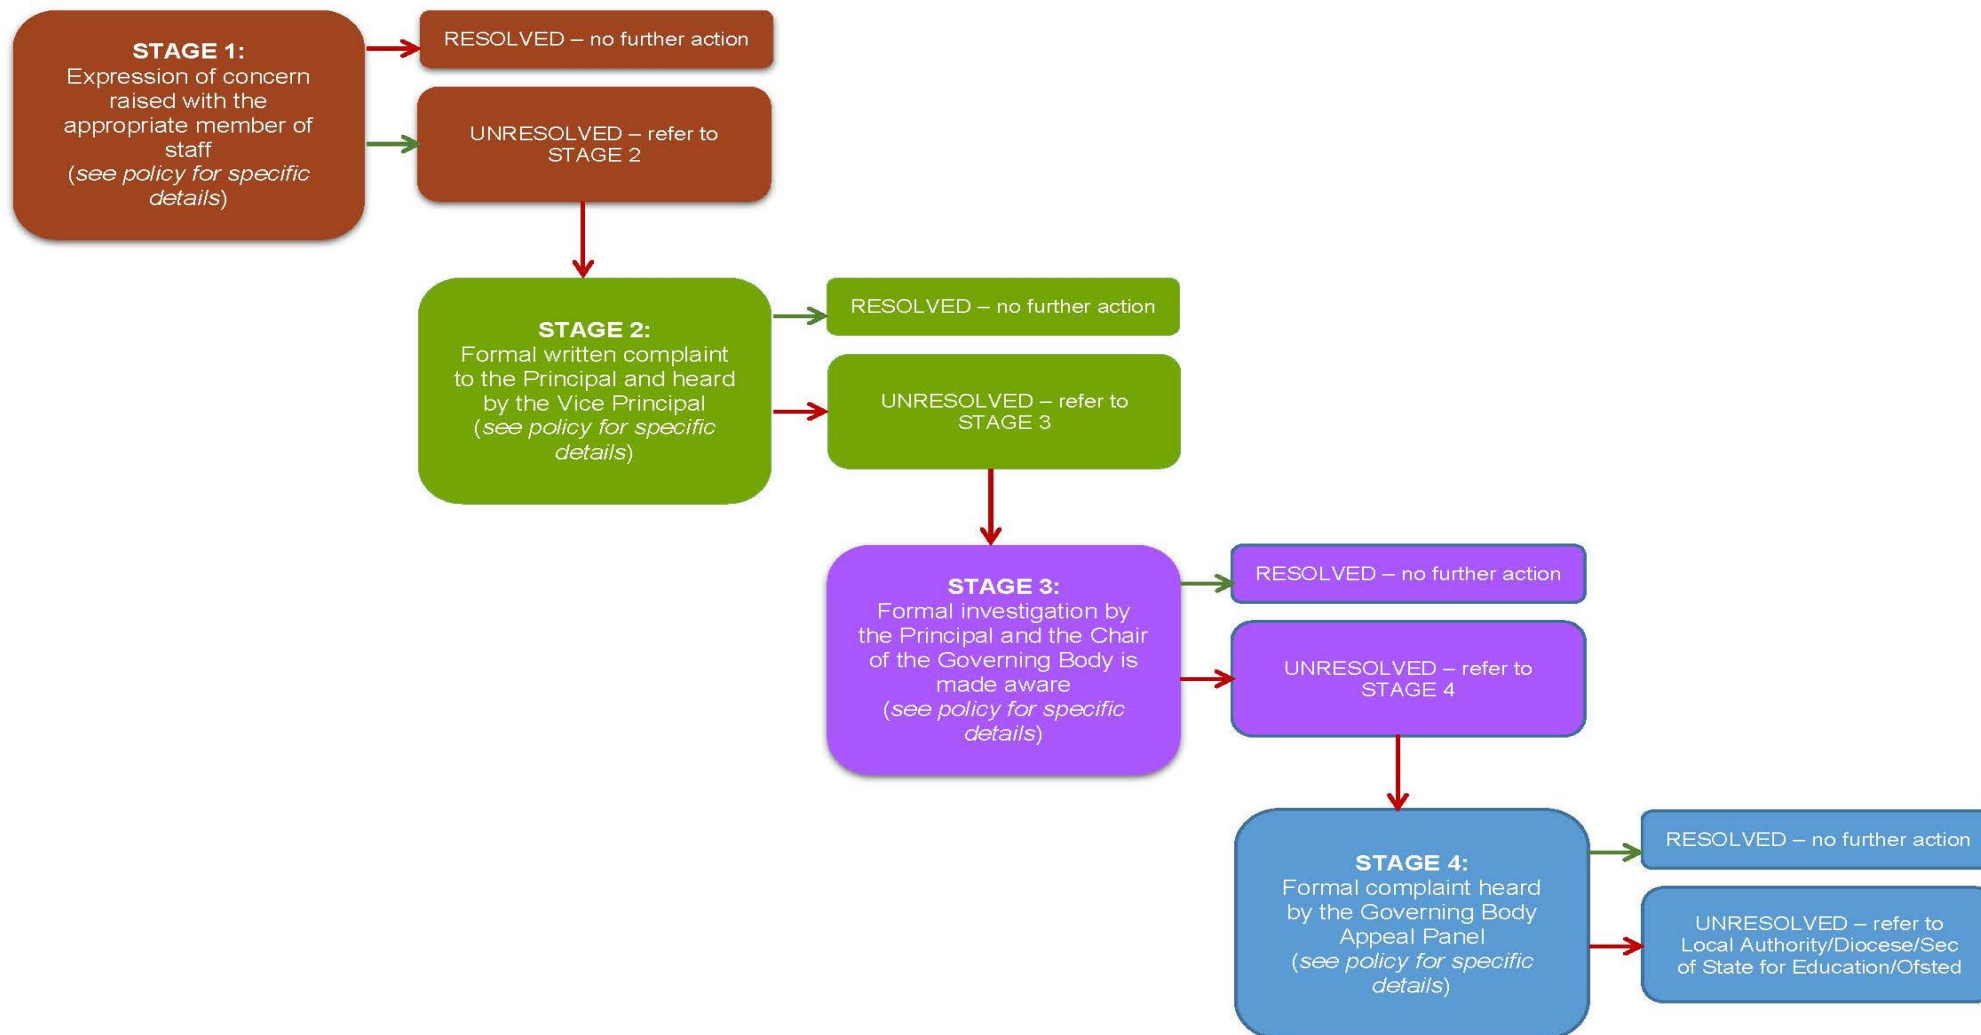 STAGE 1:
Expression of concern
raised with the
appropriate member of
staff
(see policy for specific
details)
RESOLVED – no further action
UNRESOLVED – refer to
STAGE 2
STAGE 2:
Formal written complaint
to the Principal and heard
by the Vice Principal
(see policy for specific
details)
RESOLVED – no further action
UNRESOLVED – refer to
STAGE 3
STAGE 3:
Formal investigation by
the Principal and the Chair
of the Governing Body is
made aware
(see policy for specific
details)
RESOLVED – no further action
UNRESOLVED – refer to
STAGE 4
STAGE 4:
Formal complaint heard
by the Governing Body
Appeal Panel
(see policy for specific
details)
RESOLVED – no further action
UNRESOLVED – refer to
Local Authority/Diocese/Sec
of State for Education/Ofsted